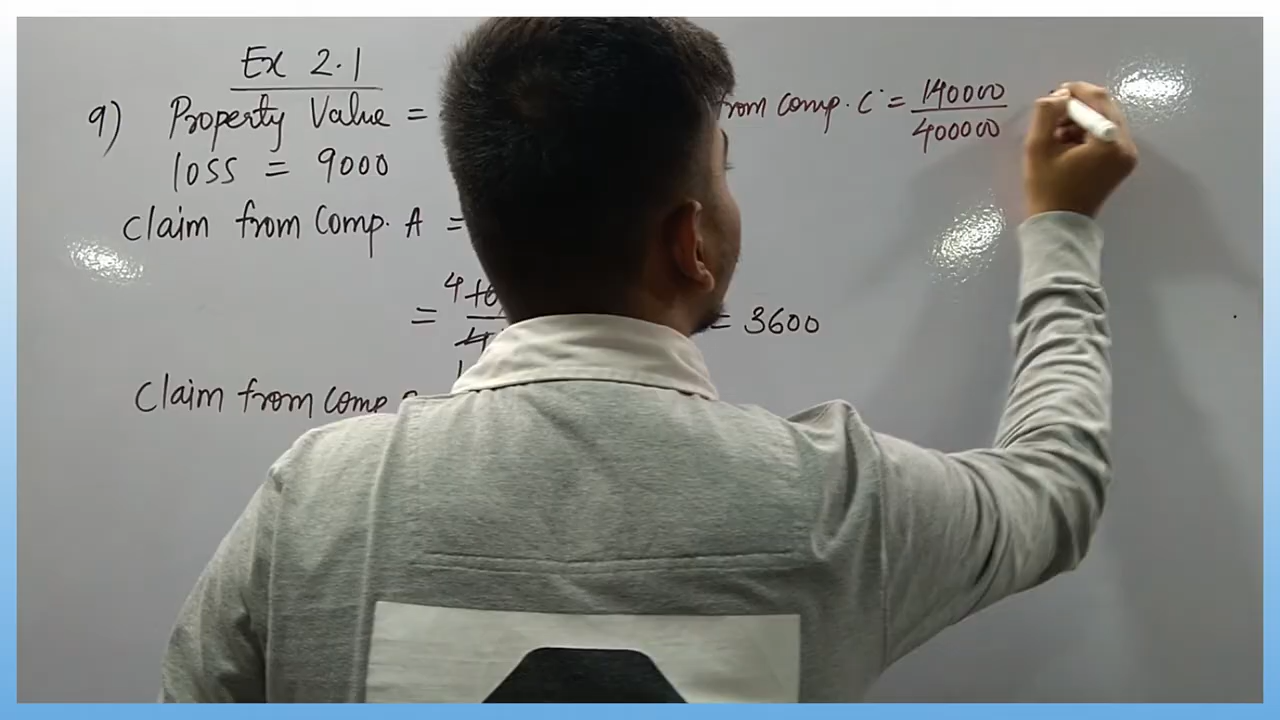 Ex 2.1
9) Property Value =
loss = 9000
Claim from Comp. A =
= 4 = 3600
Claim from Comp
from Comp. C = 140000
400000